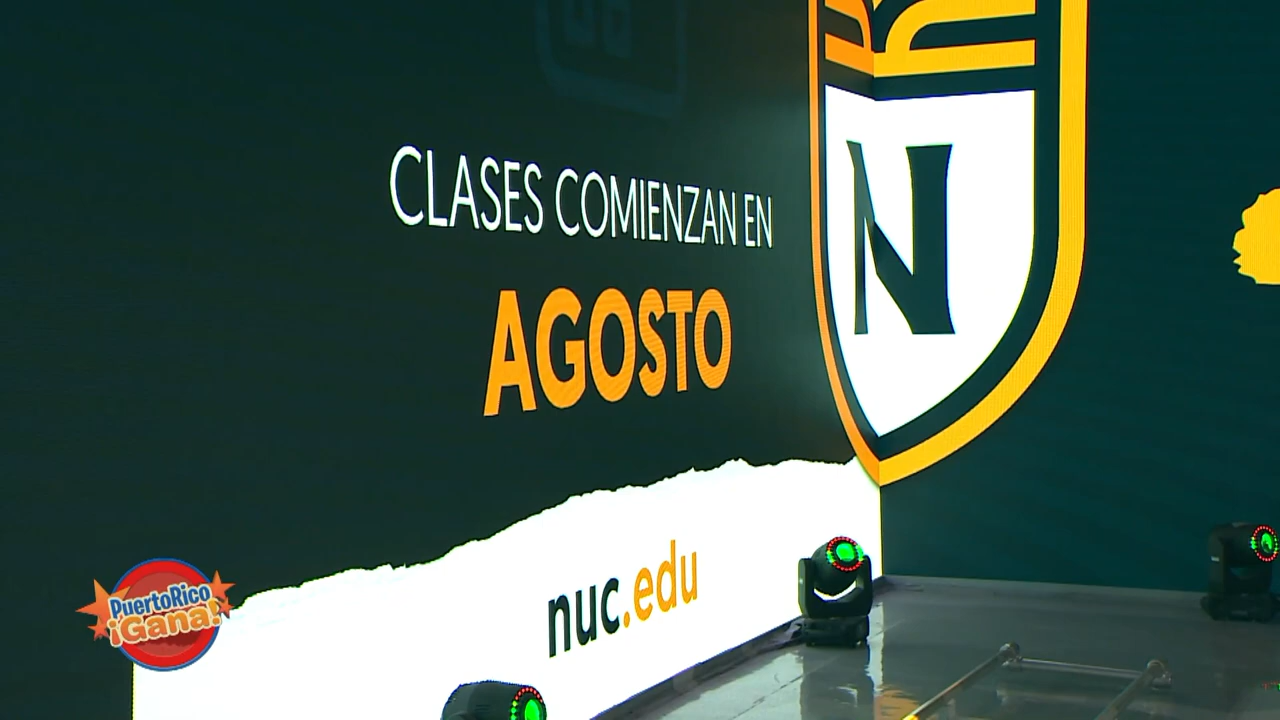 CLASES COMIENZAN EN
AGOSTO
N
nuc.edu
PuertoRico
¡Gana!